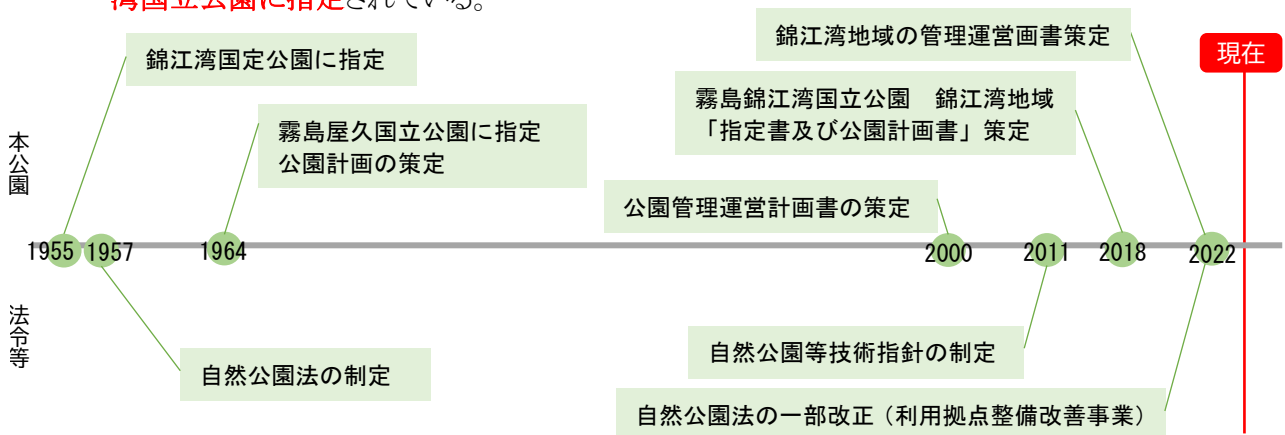 湾国立公園に指定されている。
錦江湾国定公園に指定
霧島屋久国立公園に指定
公園計画の策定
錦江湾地域の管理運営画書策定
現在
霧島錦江湾国立公園　錦江湾地域
「指定書及び公園計画書」策定
公園管理運営計画書の策定
本公園
1955
1957
1964
2000
2011
2018
2022
法令等
自然公園法の制定
自然公園等技術指針の制定
自然公園法の一部改正（利用拠点整備改善事業）